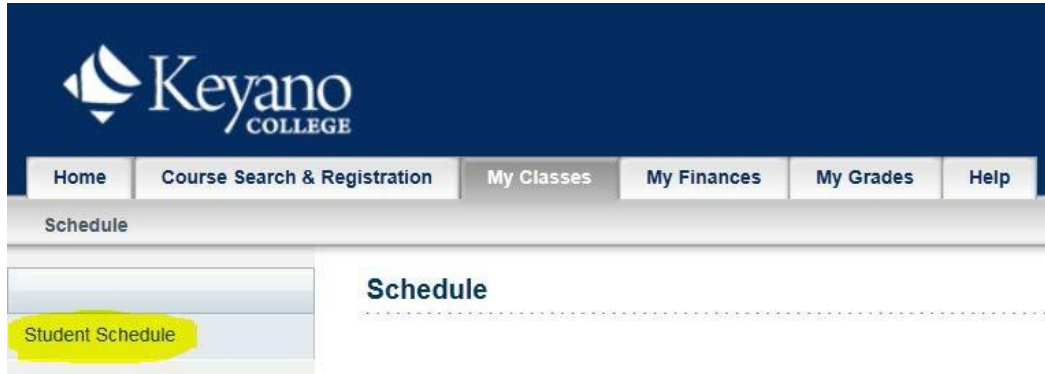 Keyano
COLLEGE
Home Course Search & Registration My Classes My Finances My Grades Help
Schedule
Schedule
Student Schedule